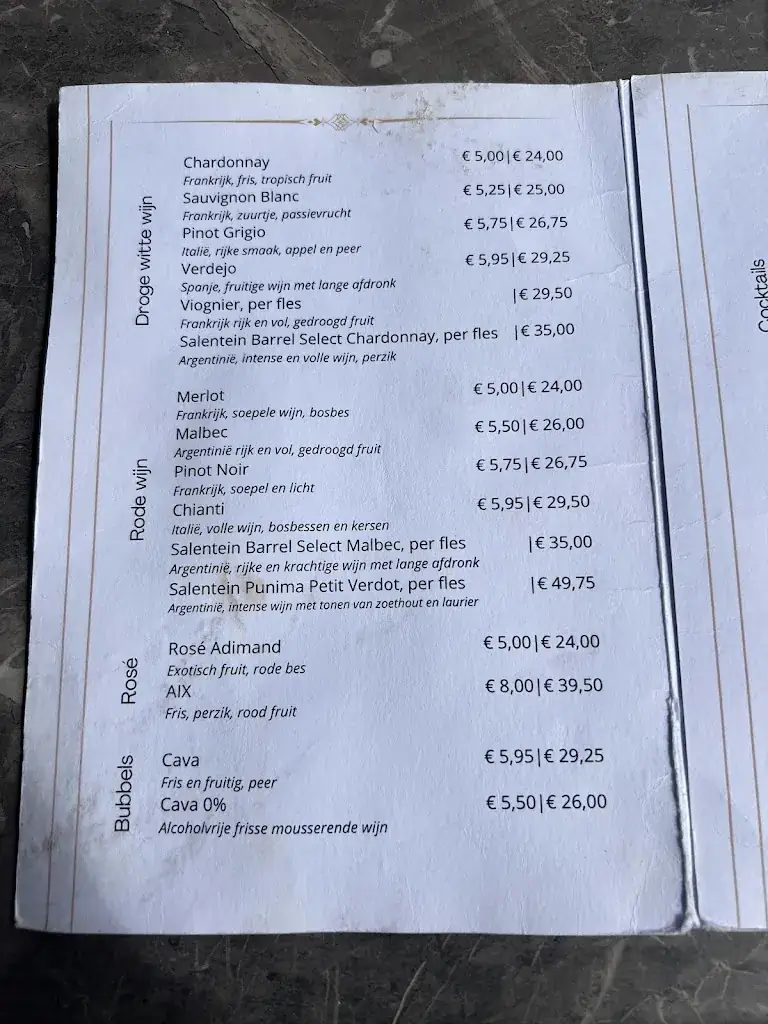 Droge witte wijn
Chardonnay € 5,00|€ 24,00
Frankrijk, fris, tropisch fruit
Sauvignon Blanc € 5,25|€ 25,00
Frankrijk, zuurtje, passievrucht
Pinot Grigio € 5,75|€ 26,75
Italië, rijke smaak, appel en peer
Verdejo € 5,95|€ 29,25
Spanje, fruitige wijn met lange afdronk
Viognier, per fles |€ 29,50
Frankrijk rijk en vol, gedroogd fruit
Salentein Barrel Select Chardonnay, per fles |€ 35,00
Argentinië, intense en volle wijn, perzik
Rode wijn
Merlot € 5,00|€ 24,00
Frankrijk, soepele wijn, bosbes
Malbec € 5,50|€ 26,00
Argentinië rijk en vol, gedroogd fruit
Pinot Noir € 5,75|€ 26,75
Frankrijk, soepel en licht
Chianti € 5,95|€ 29,50
Italië, volle wijn, bosbessen en kersen
Salentein Barrel Select Malbec, per fles |€ 35,00
Argentinië, rijke en krachtige wijn met lange afdronk
Salentein Punima Petit Verdot, per fles |€ 49,75
Argentinië, intense wijn met tonen van zoethout en laurier
Rosé
Rosé Adimand € 5,00|€ 24,00
Exotisch fruit, rode bes
AIX € 8,00|€ 39,50
Fris, perzik, rood fruit
Bubbels
Cava € 5,95|€ 29,25
Fris en fruitig, peer
Cava 0% € 5,50|€ 26,00
Alcoholvrije frisse mousserende wijn
Cocktails